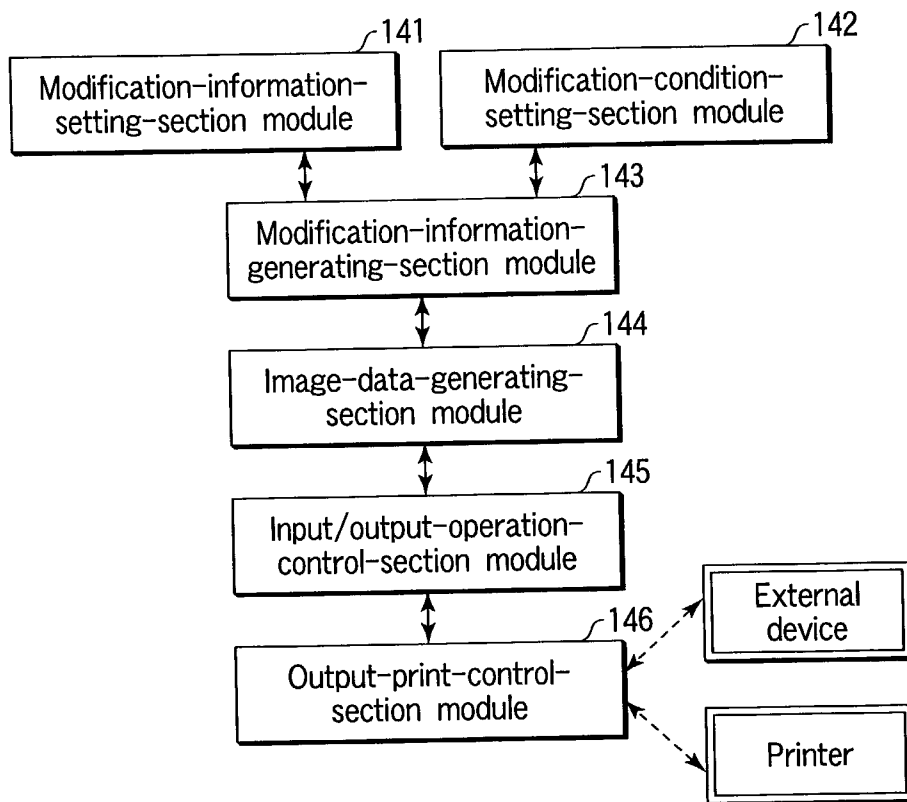 141
Modification-information-
setting-section module
142
Modification-condition-
setting-section module
143
Modification-information-
generating-section module
144
Image-data-generating-
section module
145
Input/output-operation-
control-section module
146
Output-print-control-
section module
External
device
Printer